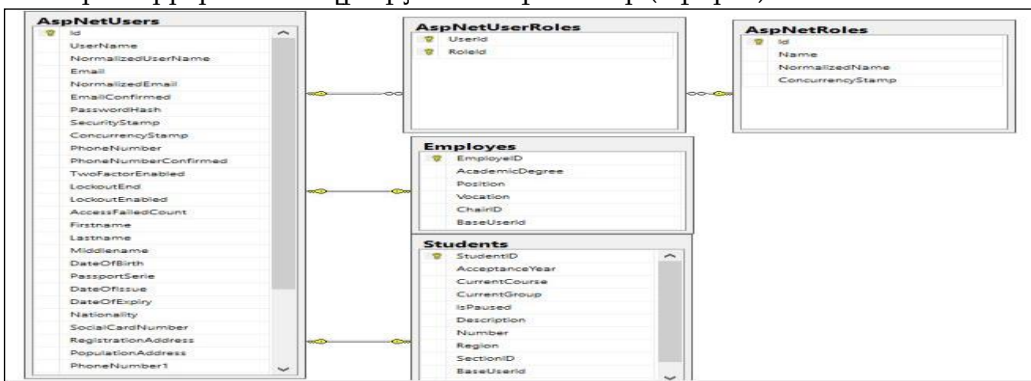 AspNetUsers
Id
UserName
NormalizedUserName
Email
NormalizedEmail
EmailConfirmed
PasswordHash
SecurityStamp
ConcurrencyStamp
PhoneNumber
PhoneNumberConfirmed
TwoFactorEnabled
LockoutEnd
LockoutEnabled
AccessFailedCount
Firstname
Lastname
Middlename
DateOfBirth
PassportSerie
DateOfIssue
DateOfExpiry
Nationality
SocialCardNumber
RegistrationAddress
PopulationAddress
PhoneNumber1
AspNetUserRoles
UserId
RoleId
AspNetRoles
Id
Name
NormalizedName
ConcurrencyStamp
Employes
EmployeID
AcademicDegree
Position
Vocation
ChairID
BaseUserId
Students
StudentID
AcceptanceYear
CurrentCourse
CurrentGroup
IsPaused
Description
Number
Region
SectionID
BaseUserId